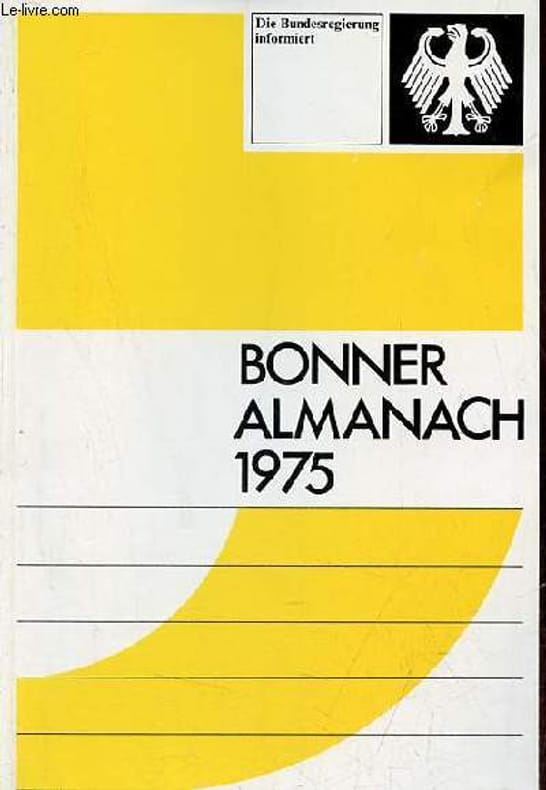 Le-livre.com
Die Bundesregierung
informiert
BONNER
ALMANACH
1975